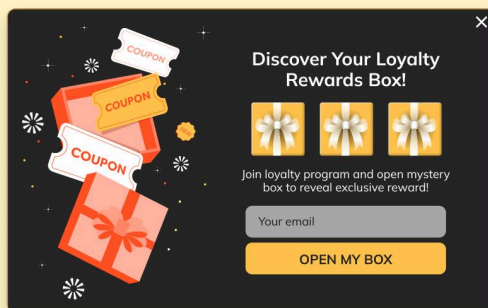 COUPON
COUPON
NEW
COUPON
Discover Your Loyalty
Rewards Box!
Join loyalty program and open mystery
box to reveal exclusive reward!
Your email
OPEN MY BOX